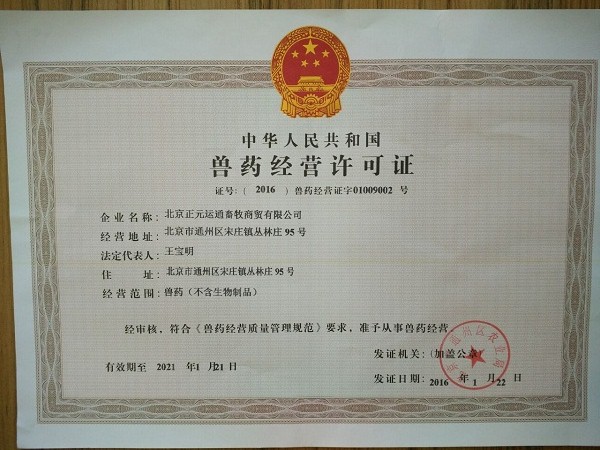 中华人民共和国
兽药经营许可证
证号:( 2016 )兽药经营证字01009002 号
企业名称:北京正元运通畜牧商贸有限公司
经营地址:北京市通州区宋庄镇丛林庄 95 号
法定代表人:王宝明
住 址:北京市通州区宋庄镇丛林庄 95 号
经营范围:兽药(不含生物制品)
经审核,符合《兽药经营质量管理规范》要求,准予从事兽药经营。
发证机关:(加盖公章)
有效期至 2021 年1 月21 日
发证日期:2016 年 1 月22 日
通州区农业局